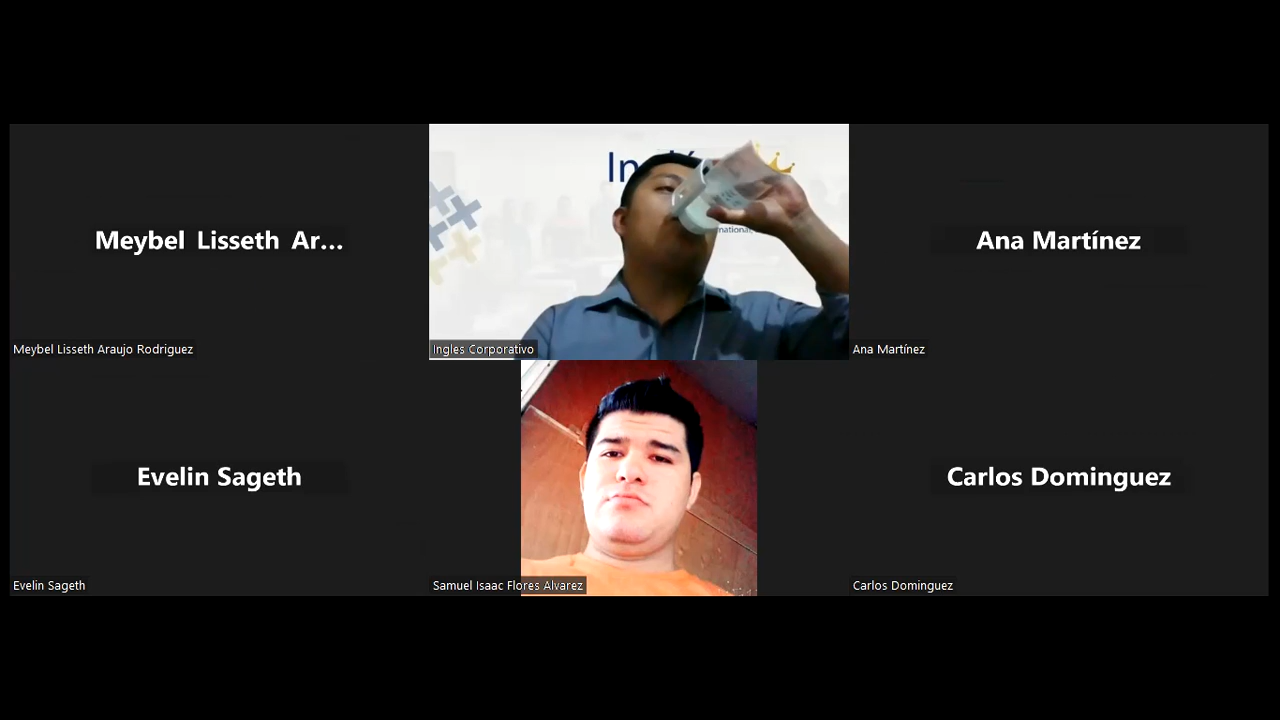 Meybel Lisseth Ar...
Meybel Lisseth Araujo Rodriguez
Ingles Corporativo
Ana Martínez
Ana Martínez
Evelin Sageth
Evelin Sageth
Samuel Isaac Flores Alvarez
Carlos Dominguez
Carlos Dominguez